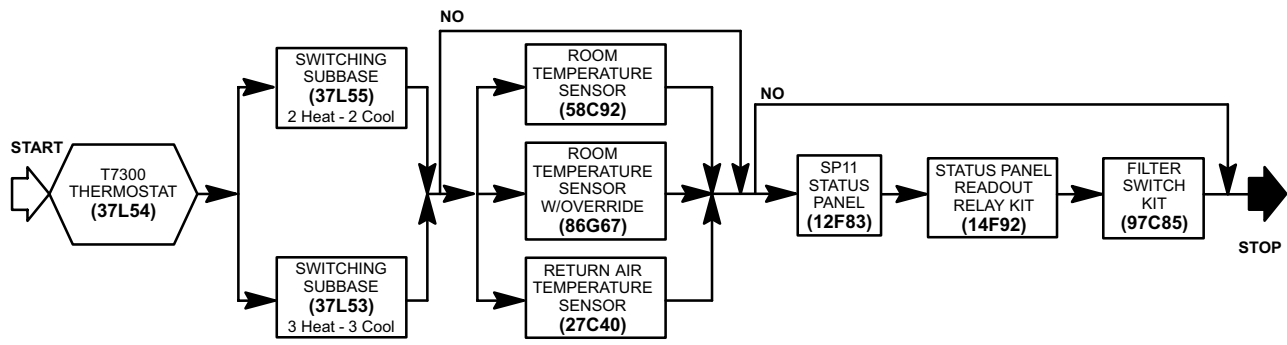 START
T7300
THERMOSTAT
(37L54)
SWITCHING
SUBBASE
(37L55)
2 Heat - 2 Cool
SWITCHING
SUBBASE
(37L53)
3 Heat - 3 Cool
NO
ROOM
TEMPERATURE
SENSOR
(58C92)
ROOM
TEMPERATURE
SENSOR
W/OVERRIDE
(86G67)
RETURN AIR
TEMPERATURE
SENSOR
(27C40)
NO
SP11
STATUS
PANEL
(12F83)
STATUS PANEL
READOUT
RELAY KIT
(14F92)
FILTER
SWITCH
KIT
(97C85)
STOP